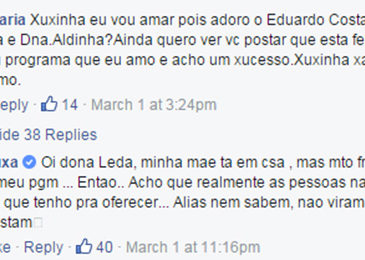 aria Xuxinha eu vou amar pois adoro o Eduardo Costa
a e Dna.Aldinha?Ainda quero ver vc postar que esta fe
programa que eu amo e acho um xucesso.Xuxinha xa
mo.
eply · 14 · March 1 at 3:24pm
ide 38 Replies
uxa Oi dona Leda, minha mae ta em csa , mas mto fr
meu pgm ... Entao.. Acho que realmente as pessoas na
que tenho pra oferecer... Alias nem sabem, nao viram
stam
ke · Reply · 40 · March 1 at 11:16pm